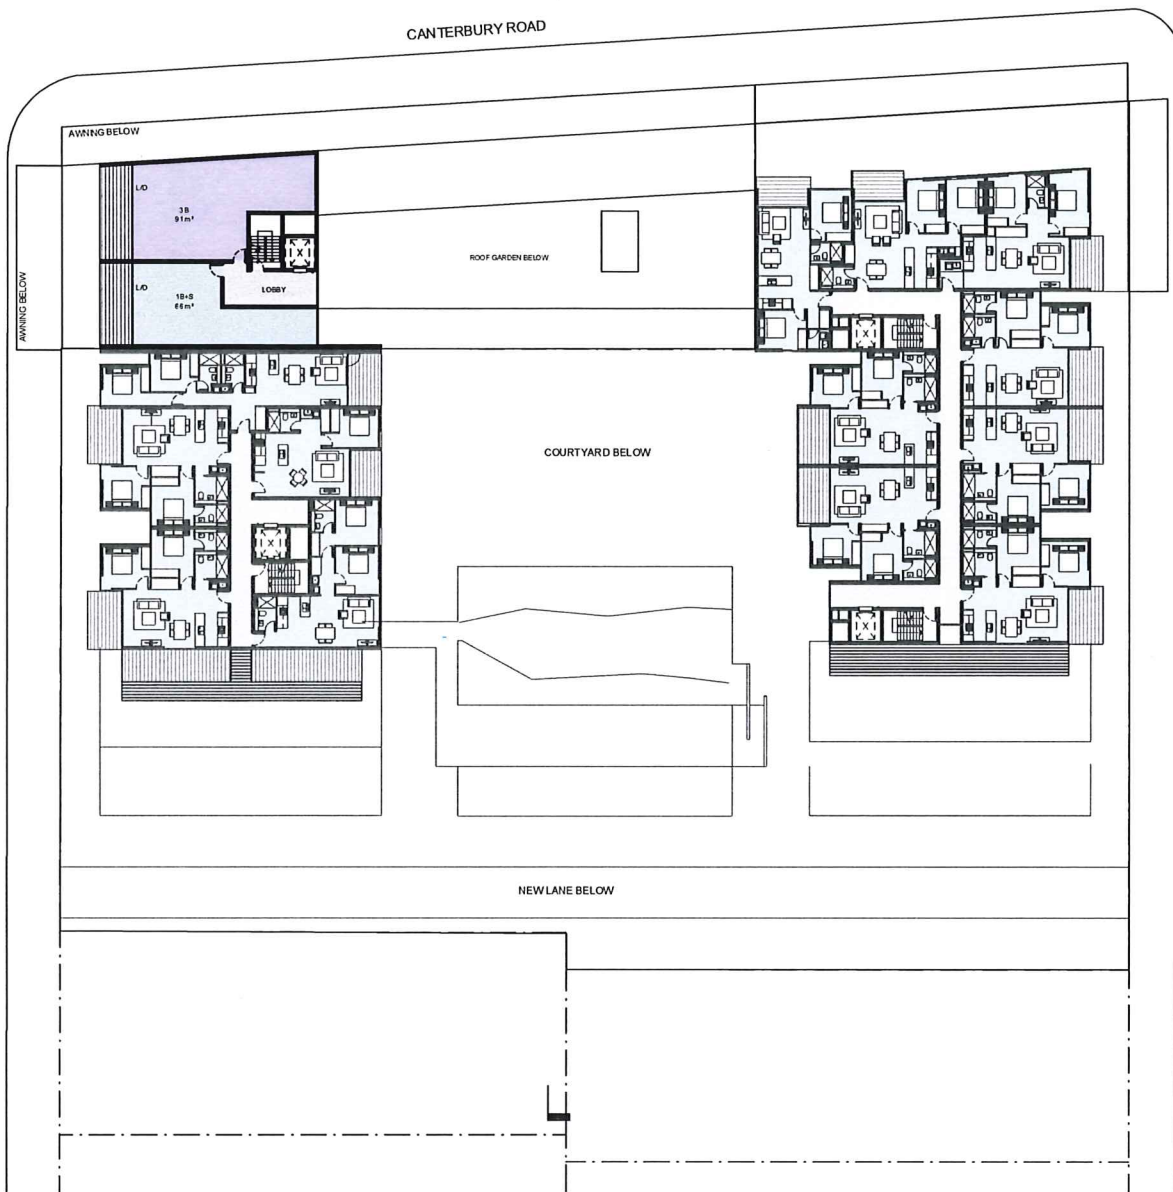 CANTERBURY ROAD
AWNING BELOW
L/D
3B
91m²
ROOF GARDEN BELOW
X
L/D
1B+S
66m²
LOBBY
AWNING BELOW
X
COURTYARD BELOW
X
X
NEW LANE BELOW